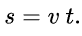 s = v t.